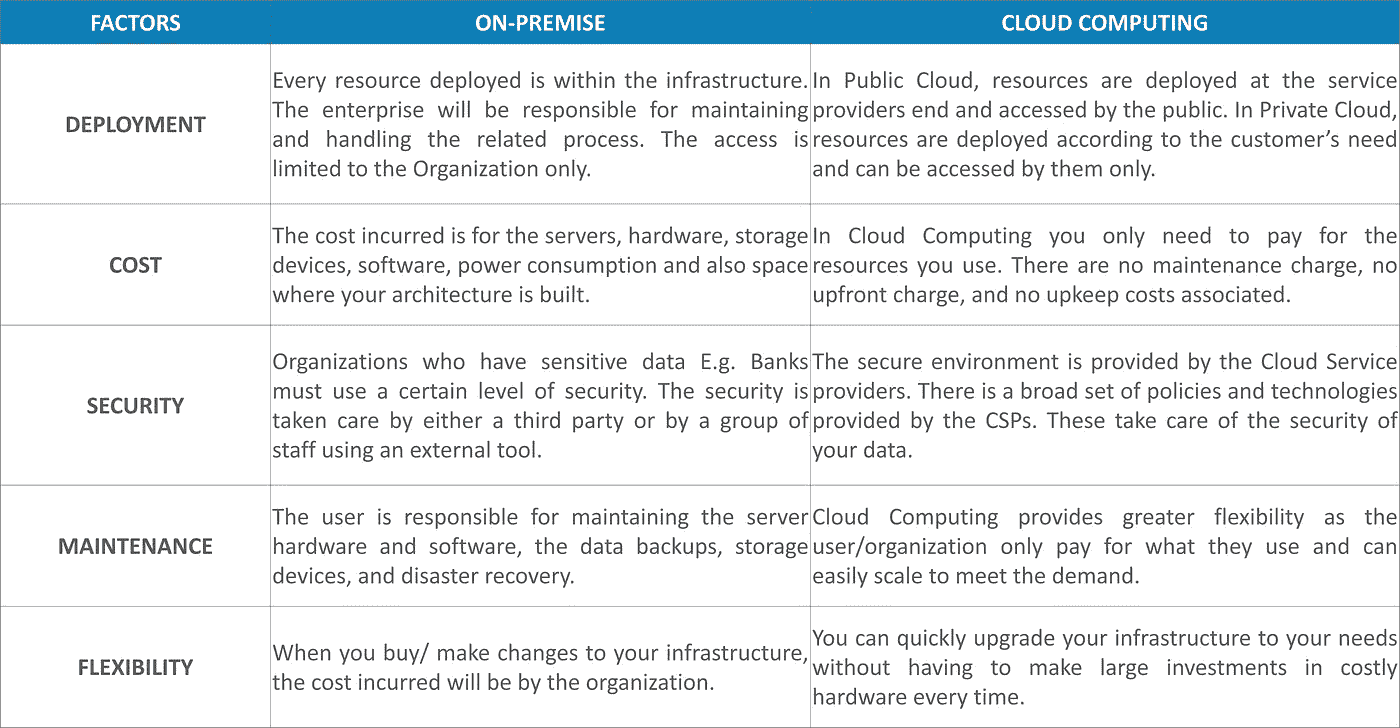 FACTORS
ON-PREMISE
CLOUD COMPUTING
DEPLOYMENT
Every resource deployed is within the infrastructure.
The enterprise will be responsible for maintaining
and handling the related process. The access is
limited to the Organization only.
In Public Cloud, resources are deployed at the service
providers end and accessed by the public. In Private Cloud,
resources are deployed according to the customer’s need
and can be accessed by them only.
COST
The cost incurred is for the servers, hardware, storage
devices, software, power consumption and also space
where your architecture is built.
In Cloud Computing you only need to pay for the
resources you use. There are no maintenance charge, no
upfront charge, and no upkeep costs associated.
SECURITY
Organizations who have sensitive data E.g. Banks
must use a certain level of security. The security is
taken care by either a third party or by a group of
staff using an external tool.
The secure environment is provided by the Cloud Service
providers. There is a broad set of policies and technologies
provided by the CSPs. These take care of the security of
your data.
MAINTENANCE
The user is responsible for maintaining the server
hardware and software, the data backups, storage
devices, and disaster recovery.
Cloud Computing provides greater flexibility as the
user/organization only pay for what they use and can
easily scale to meet the demand.
FLEXIBILITY
When you buy/ make changes to your infrastructure,
the cost incurred will be by the organization.
You can quickly upgrade your infrastructure to your needs
without having to make large investments in costly
hardware every time.